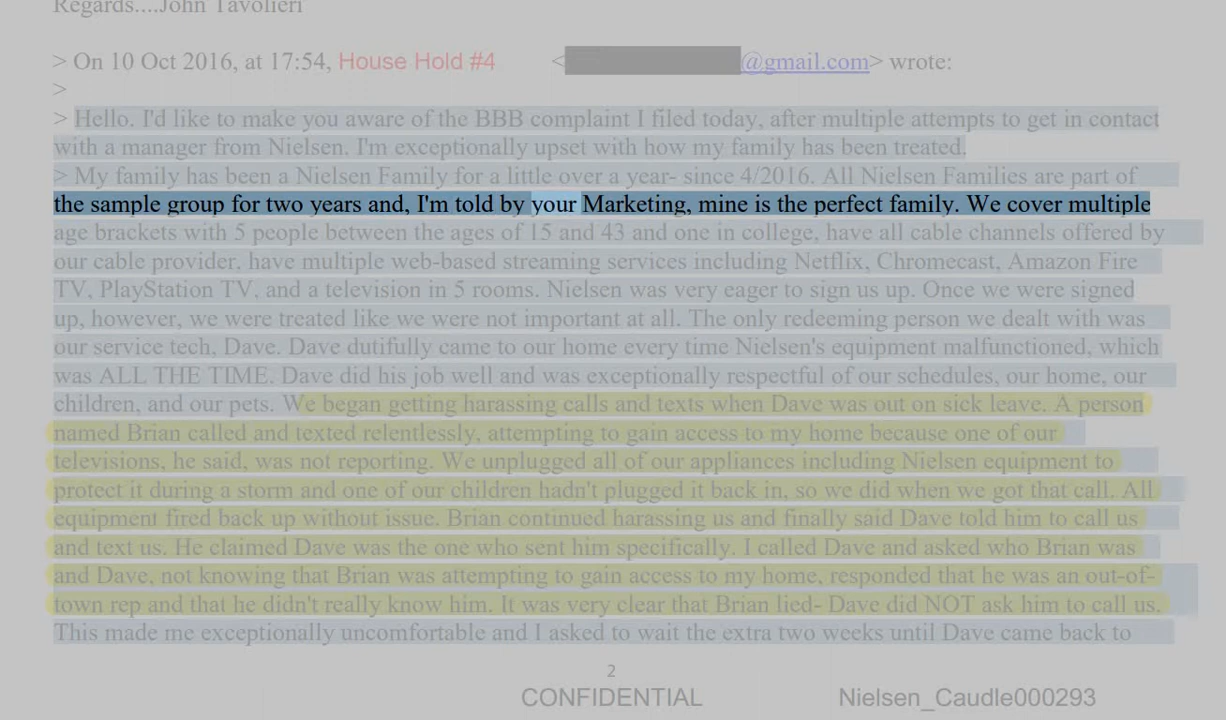 Regards....John Tavolieri
> On 10 Oct 2016, at 17:54, House Hold #4 < @gmail.com> wrote:
>
> Hello. I'd like to make you aware of the BBB complaint I filed today, after multiple attempts to get in contact
with a manager from Nielsen. I'm exceptionally upset with how my family has been treated.
> My family has been a Nielsen Family for a little over a year- since 4/2016. All Nielsen Families are part of
the sample group for two years and, I'm told by your Marketing, mine is the perfect family. We cover multiple
age brackets with 5 people between the ages of 15 and 43 and one in college, have all cable channels offered by
our cable provider, have multiple web-based streaming services including Netflix, Chromecast, Amazon Fire
TV, PlayStation TV, and a television in 5 rooms. Nielsen was very eager to sign us up. Once we were signed
up, however, we were treated like we were not important at all. The only redeeming person we dealt with was
our service tech, Dave. Dave dutifully came to our home every time Nielsen's equipment malfunctioned, which
was ALL THE TIME. Dave did his job well and was exceptionally respectful of our schedules, our home, our
children, and our pets. We began getting harassing calls and texts when Dave was out on sick leave. A person
named Brian called and texted relentlessly, attempting to gain access to my home because one of our
televisions, he said, was not reporting. We unplugged all of our appliances including Nielsen equipment to
protect it during a storm and one of our children hadn't plugged it back in, so we did when we got that call. All
equipment fired back up without issue. Brian continued harassing us and finally said Dave told him to call us
and text us. He claimed Dave was the one who sent him specifically. I called Dave and asked who Brian was
and Dave, not knowing that Brian was attempting to gain access to my home, responded that he was an out-of-
town rep and that he didn't really know him. It was very clear that Brian lied- Dave did NOT ask him to call us.
This made me exceptionally uncomfortable and I asked to wait the extra two weeks until Dave came back to
2
CONFIDENTIAL Nielsen_Caudle000293